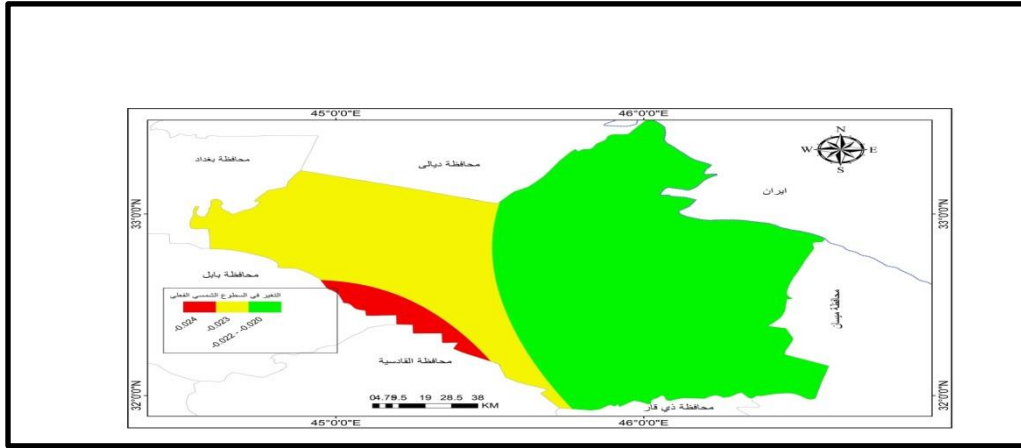 45°0'0"E
46°0'0"E
N
W
E
S
محافظة بغداد
محافظة ديالى
ايران
33°0'0"N
33°0'0"N
محافظة بابل
التغير في السطوع الشمسي الفعلي
-0.024
-0.023
-0.022 - -0.020
محافظة ميسان
محافظة القادسية
32°0'0"N
32°0'0"N
0 4.75 9.5 19 28.5 38
KM
محافظة ذي قار
45°0'0"E
46°0'0"E